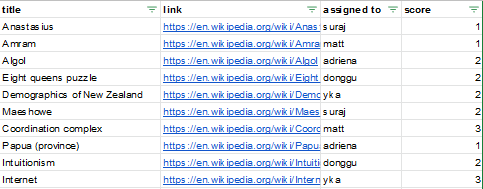 title link assigned to score
Anastasius https://en.wikipedia.org/wiki/Anas suraj 1
Amram https://en.wikipedia.org/wiki/Amra matt 1
Algol https://en.wikipedia.org/wiki/Algol adriena 2
Eight queens puzzle https://en.wikipedia.org/wiki/Eight donggu 2
Demographics of New Zealand https://en.wikipedia.org/wiki/Demo yka 2
Maeshowe https://en.wikipedia.org/wiki/Maes suraj 2
Coordination complex https://en.wikipedia.org/wiki/Coord matt 3
Papua (province) https://en.wikipedia.org/wiki/Papu adriena 1
Intuitionism https://en.wikipedia.org/wiki/Intuiti donggu 2
Internet https://en.wikipedia.org/wiki/Intern yka 3